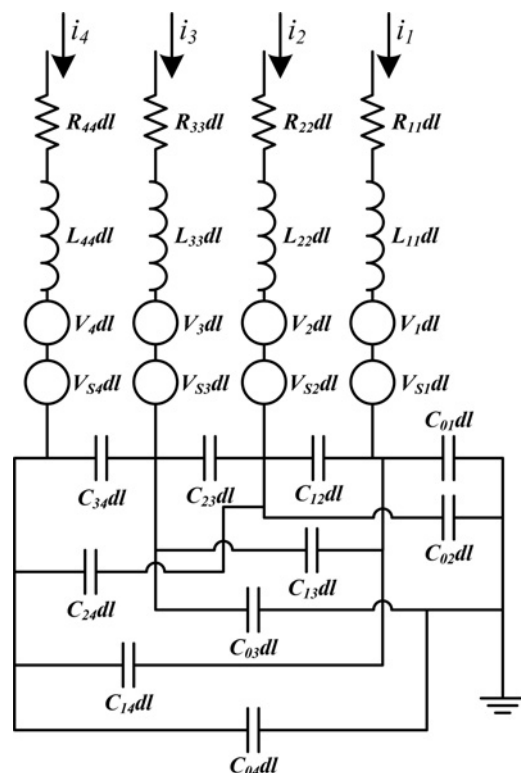 i4 i3 i2 i1
R44dl R33dl R22dl R11dl
L44dl L33dl L22dl L11dl
V4dl V3dl V2dl V1dl
VS4dl VS3dl VS2dl VS1dl
C01dl
C34dl C23dl C12dl
C02dl
C24dl C13dl
C03dl
C14dl
C04dl